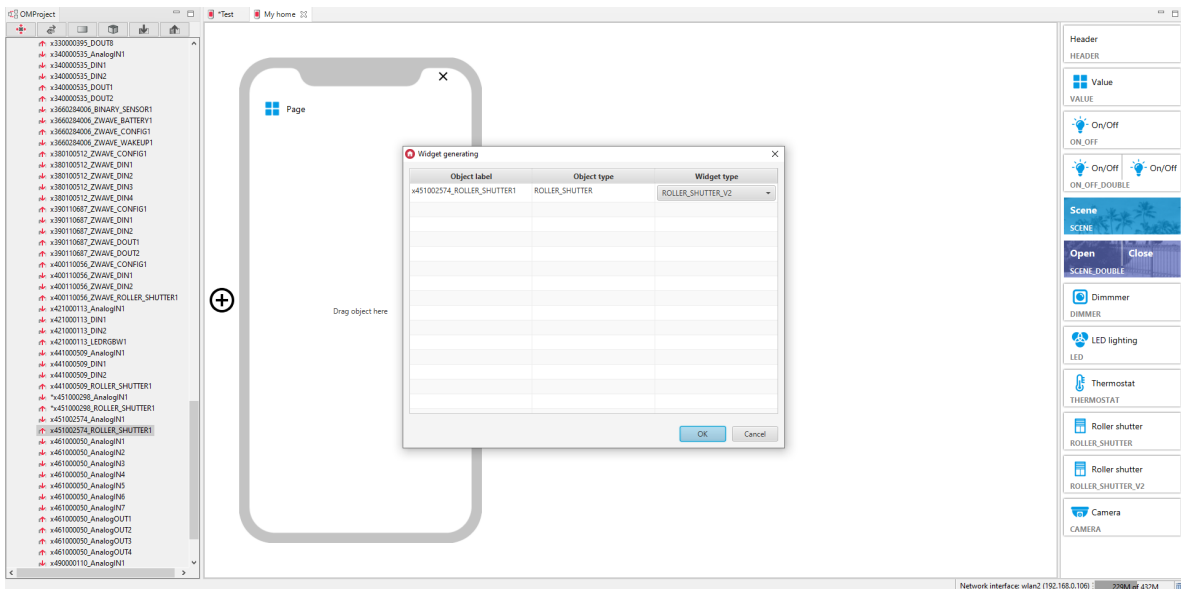 OMProject
*Test
My home
x330000395_DOUT8
x340000535_AnalogIN1
x340000535_DIN1
x340000535_DIN2
x340000535_DOUT1
x340000535_DOUT2
x3660284006_BINARY_SENSOR1
x3660284006_ZWAVE_BATTERY1
x3660284006_ZWAVE_CONFIG1
x3660284006_ZWAVE_WAKEUP1
x380100512_ZWAVE_CONFIG1
x380100512_ZWAVE_DIN1
x380100512_ZWAVE_DIN2
x380100512_ZWAVE_DIN3
x380100512_ZWAVE_DIN4
x390110687_ZWAVE_CONFIG1
x390110687_ZWAVE_DIN1
x390110687_ZWAVE_DIN2
x390110687_ZWAVE_DOUT1
x390110687_ZWAVE_DOUT2
x400110056_ZWAVE_CONFIG1
x400110056_ZWAVE_DIN1
x400110056_ZWAVE_DIN2
x400110056_ZWAVE_ROLLER_SHUTTER1
x421000113_AnalogIN1
x421000113_DIN1
x421000113_DIN2
x421000113_LEDRGBW1
x441000509_AnalogIN1
x441000509_DIN1
x441000509_DIN2
x441000509_ROLLER_SHUTTER1
*x451000298_AnalogIN1
*x451000298_ROLLER_SHUTTER1
x451002574_AnalogIN1
x451002574_ROLLER_SHUTTER1
x461000050_AnalogIN1
x461000050_AnalogIN2
x461000050_AnalogIN3
x461000050_AnalogIN4
x461000050_AnalogIN5
x461000050_AnalogIN6
x461000050_AnalogIN7
x461000050_AnalogOUT1
x461000050_AnalogOUT2
x461000050_AnalogOUT3
x461000050_AnalogOUT4
x490000110_AnalogIN1
Page
Drag object here
Widget generating
Object label Object type Widget type
x451002574_ROLLER_SHUTTER1 ROLLER_SHUTTER ROLLER_SHUTTER_V2
OK Cancel
Header
HEADER
Value
VALUE
On/Off
ON_OFF
On/Off On/Off
ON_OFF_DOUBLE
Scene
SCENE
Open Close
SCENE_DOUBLE
Dimmmer
DIMMER
LED lighting
LED
Thermostat
THERMOSTAT
Roller shutter
ROLLER_SHUTTER
Roller shutter
ROLLER_SHUTTER_V2
Camera
CAMERA
Network interface: wlan2 (192.168.0.106) 229M of 432M